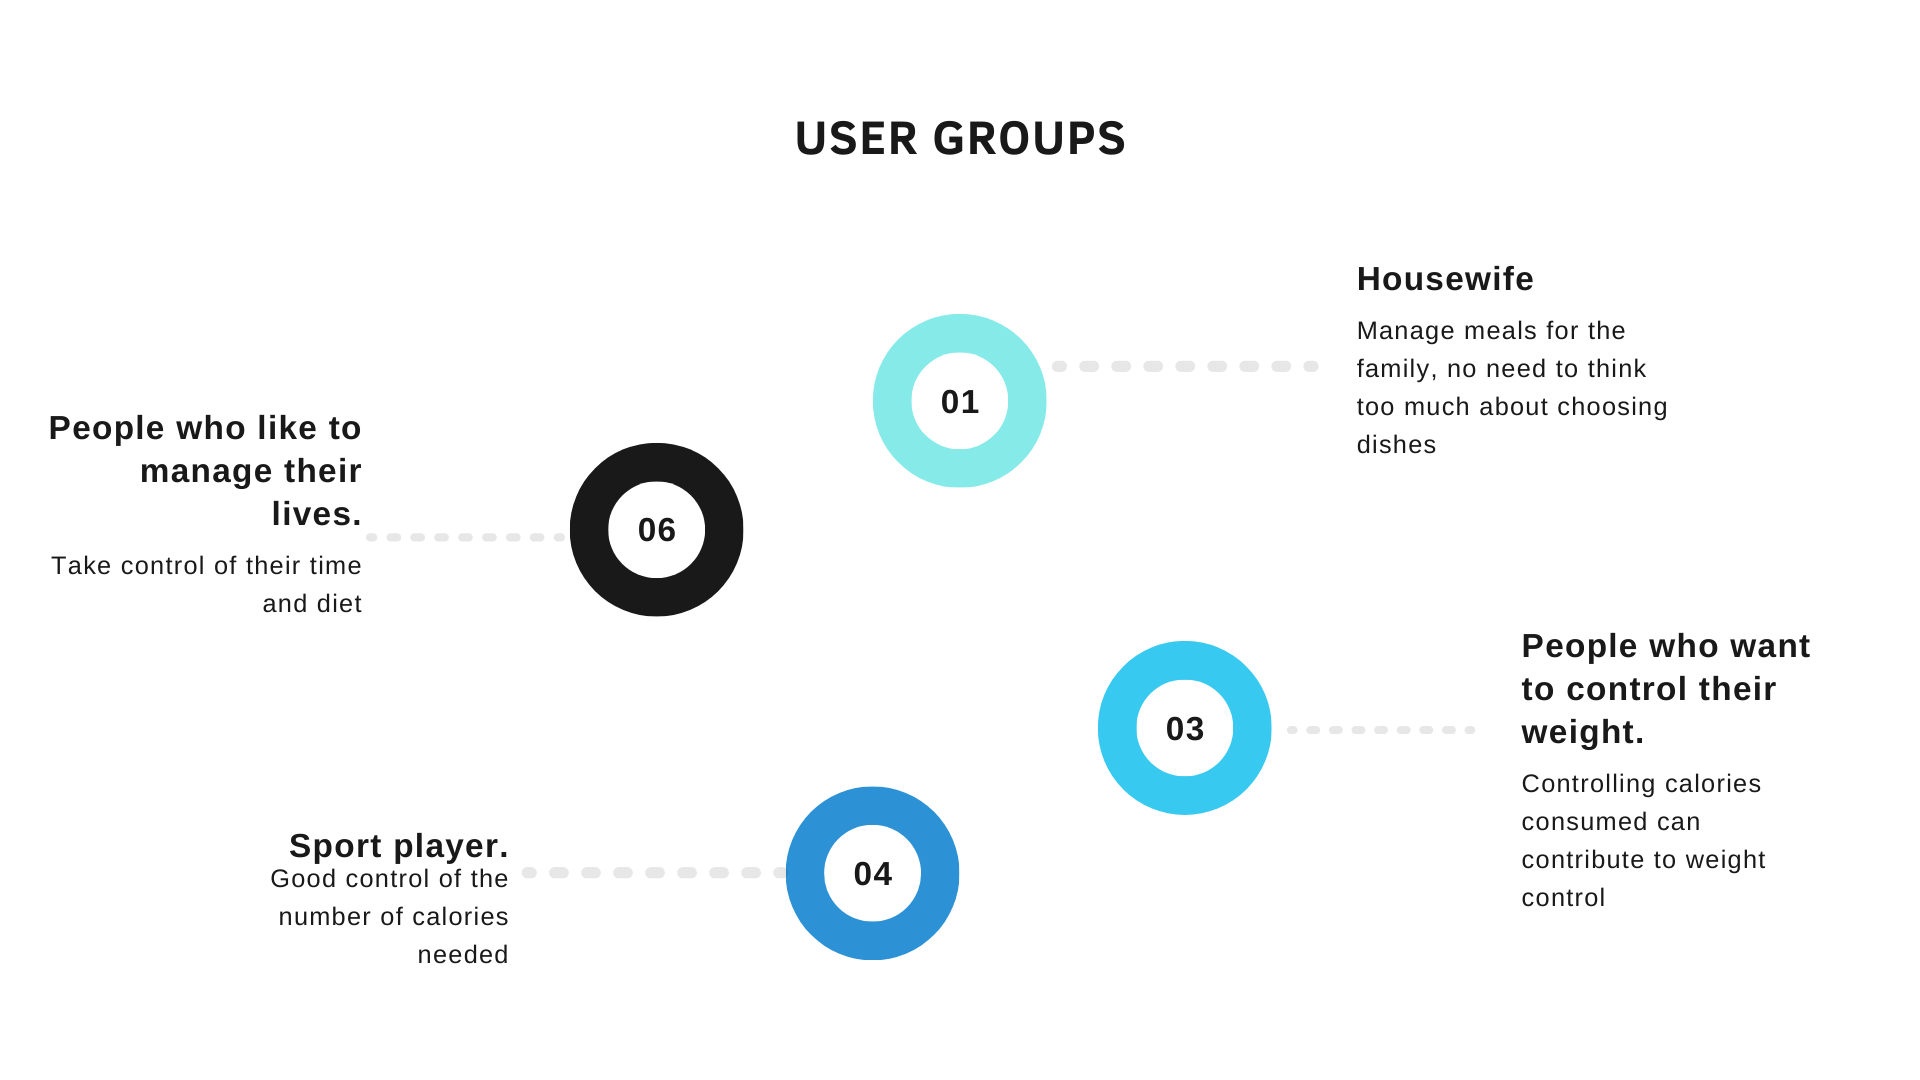 USER GROUPS
01
Housewife
Manage meals for the
family, no need to think
too much about choosing
dishes
People who like to
manage their
lives.
Take control of their time
and diet
06
03
People who want
to control their
weight.
Controlling calories
consumed can
contribute to weight
control
Sport player.
Good control of the
number of calories
needed
04